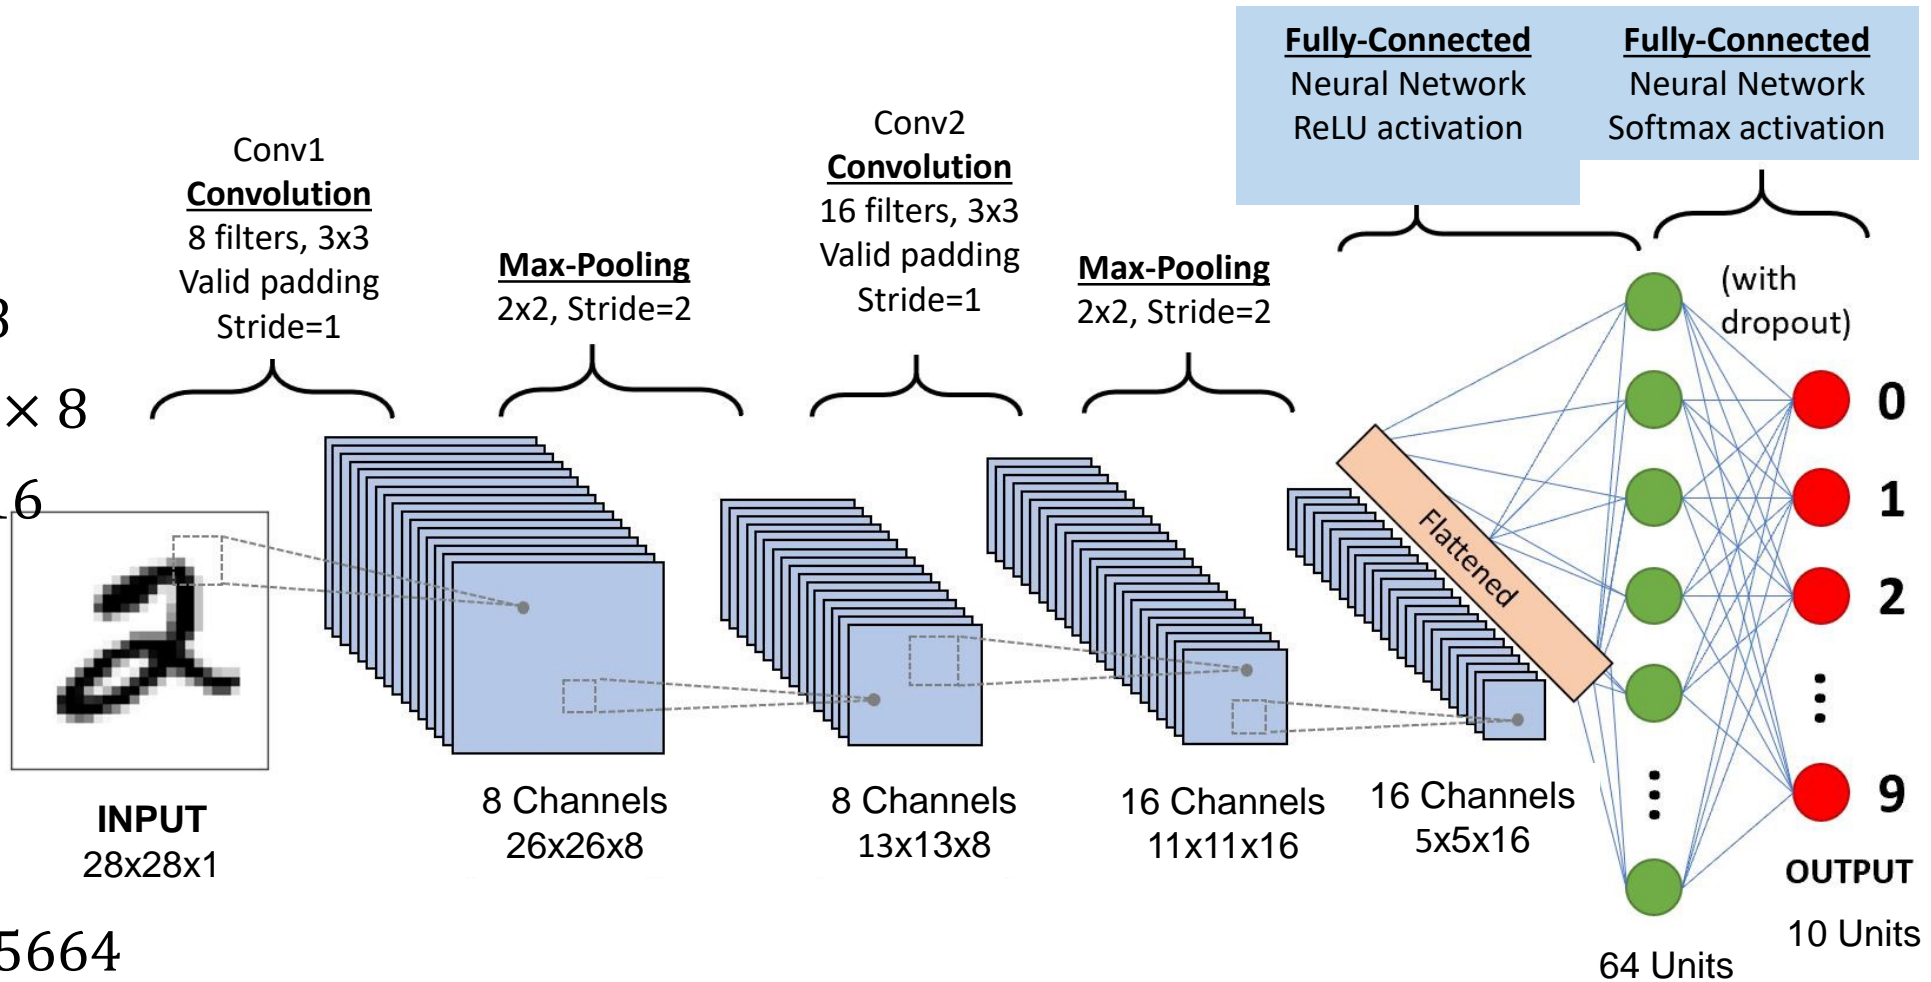 Fully-Connected
Neural Network
ReLU activation
Fully-Connected
Neural Network
Softmax activation
Conv1
Convolution
8 filters, 3x3
Valid padding
Stride=1
Max-Pooling
2x2, Stride=2
Conv2
Convolution
16 filters, 3x3
Valid padding
Stride=1
Max-Pooling
2x2, Stride=2
(with
dropout)
× 8
6
Flattened
0
1
2
9
INPUT
28x28x1
8 Channels
26x26x8
8 Channels
13x13x8
16 Channels
11x11x16
16 Channels
5x5x16
OUTPUT
10 Units
64 Units
5664